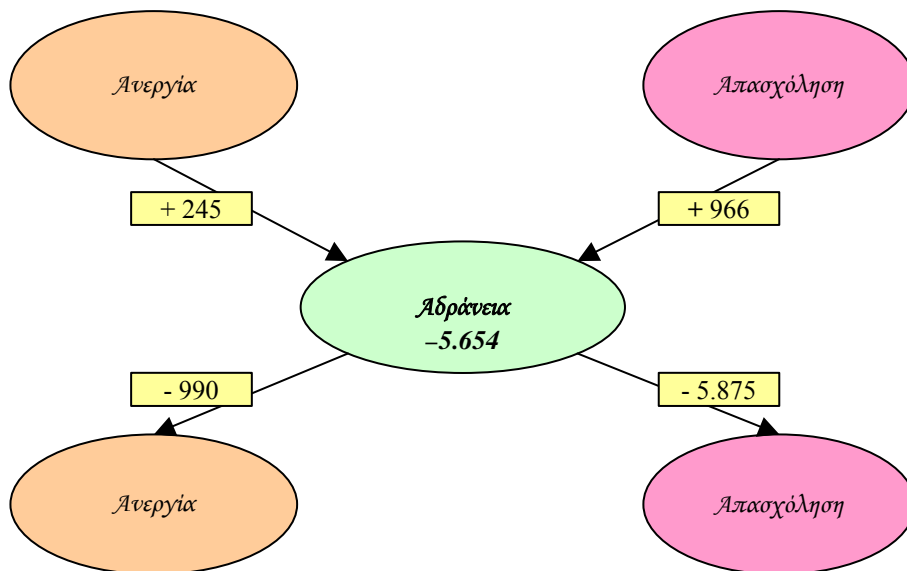 Ανεργία
Απασχόληση
+ 245
+ 966
Αδράνεια
–5.654
- 990
- 5.875
Ανεργία
Απασχόληση